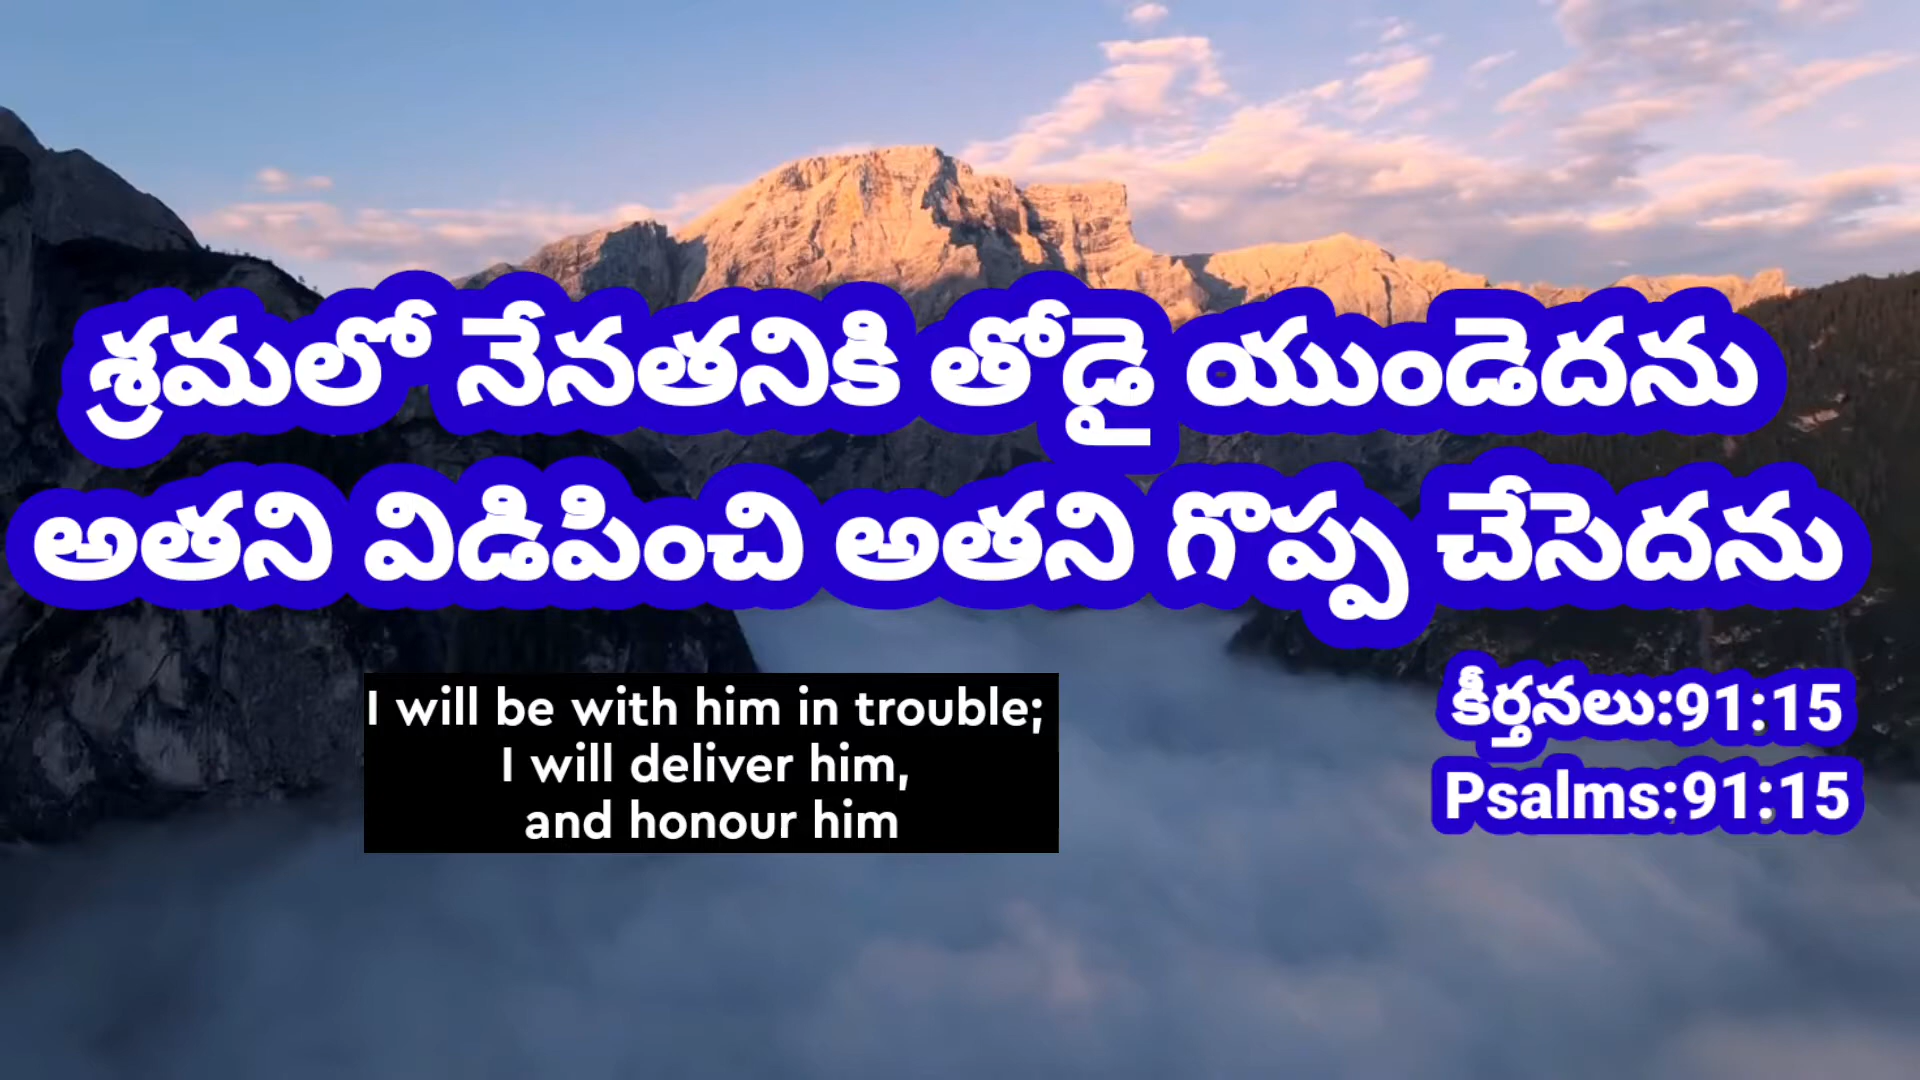 శ్రమలో నేనతనికి తోడై యుండెదను
అతని విడిపించి అతని గొప్ప చేసెదను
I will be with him in trouble;
I will deliver him,
and honour him
కీర్తనలు:91:15
Psalms:91:15